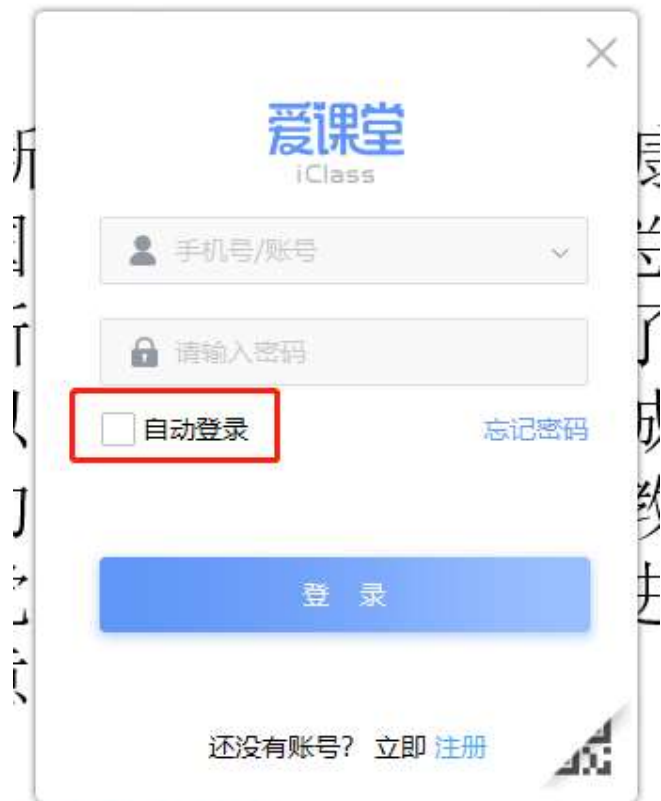 爱课堂
iClass
手机号/账号
请输入密码
自动登录 忘记密码
登 录
还没有账号？ 立即 注册